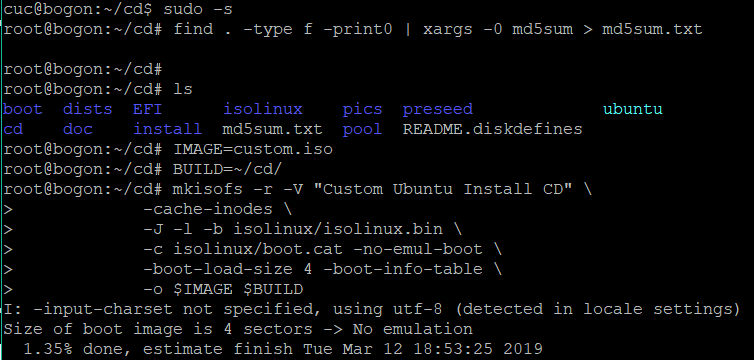 cuc@bogon:~/cd$ sudo -s
root@bogon:~/cd# find . -type f -print0 | xargs -0 md5sum > md5sum.txt
root@bogon:~/cd#
root@bogon:~/cd# ls
boot  dists  EFI      isolinux    pics  preseed             ubuntu
cd    doc    install  md5sum.txt  pool  README.diskdefines
root@bogon:~/cd# IMAGE=custom.iso
root@bogon:~/cd# BUILD=~/cd/
root@bogon:~/cd# mkisofs -r -V "Custom Ubuntu Install CD" \
>            -cache-inodes \
>            -J -l -b isolinux/isolinux.bin \
>            -c isolinux/boot.cat -no-emul-boot \
>            -boot-load-size 4 -boot-info-table \
>            -o $IMAGE $BUILD
I: -input-charset not specified, using utf-8 (detected in locale settings)
Size of boot image is 4 sectors -> No emulation
  1.35% done, estimate finish Tue Mar 12 18:53:25 2019